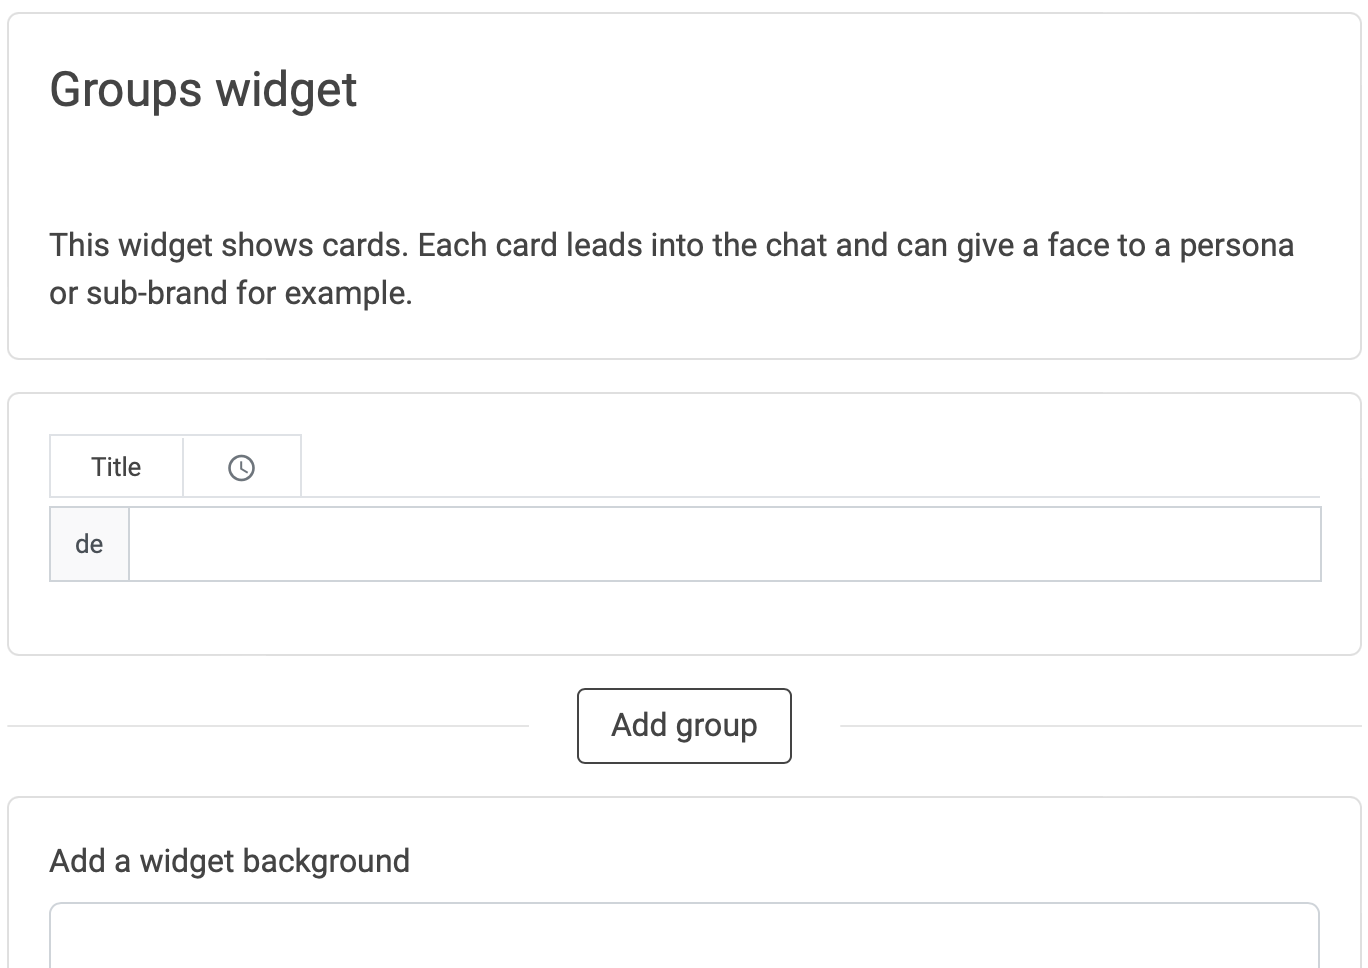 Groups widget
This widget shows cards. Each card leads into the chat and can give a face to a persona
or sub-brand for example.
Title
de
Add group
Add a widget background